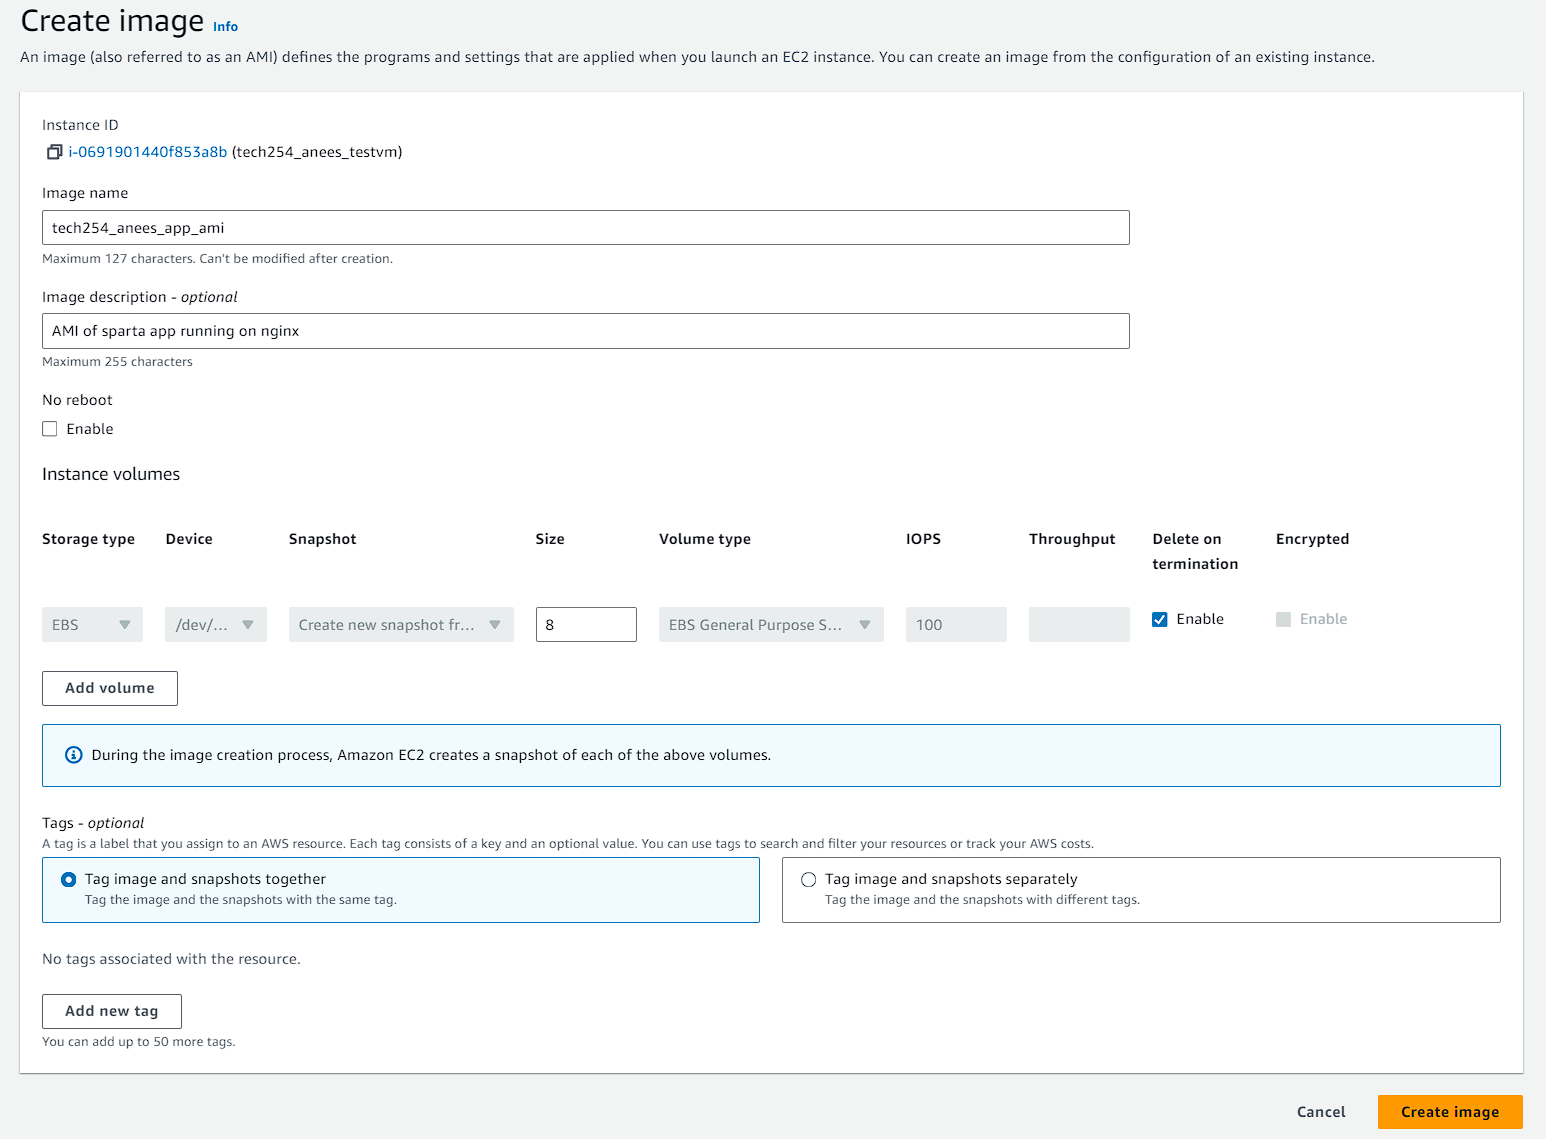 Create image Info
An image (also referred to as an AMI) defines the programs and settings that are applied when you launch an EC2 instance. You can create an image from the configuration of an existing instance.
Instance ID
i-0691901440f853a8b (tech254_anees_testvm)
Image name
tech254_anees_app_ami
Maximum 127 characters. Can't be modified after creation.
Image description - optional
AMI of sparta app running on nginx
Maximum 255 characters
No reboot
Enable
Instance volumes
Storage type Device Snapshot Size Volume type IOPS Throughput Delete on termination Encrypted
EBS /dev/... Create new snapshot fr... 8 EBS General Purpose S... 100 Enable Enable
Add volume
During the image creation process, Amazon EC2 creates a snapshot of each of the above volumes.
Tags - optional
A tag is a label that you assign to an AWS resource. Each tag consists of a key and an optional value. You can use tags to search and filter your resources or track your AWS costs.
Tag image and snapshots together
Tag the image and the snapshots with the same tag.
Tag image and snapshots separately
Tag the image and the snapshots with different tags.
No tags associated with the resource.
Add new tag
You can add up to 50 more tags.
Cancel Create image